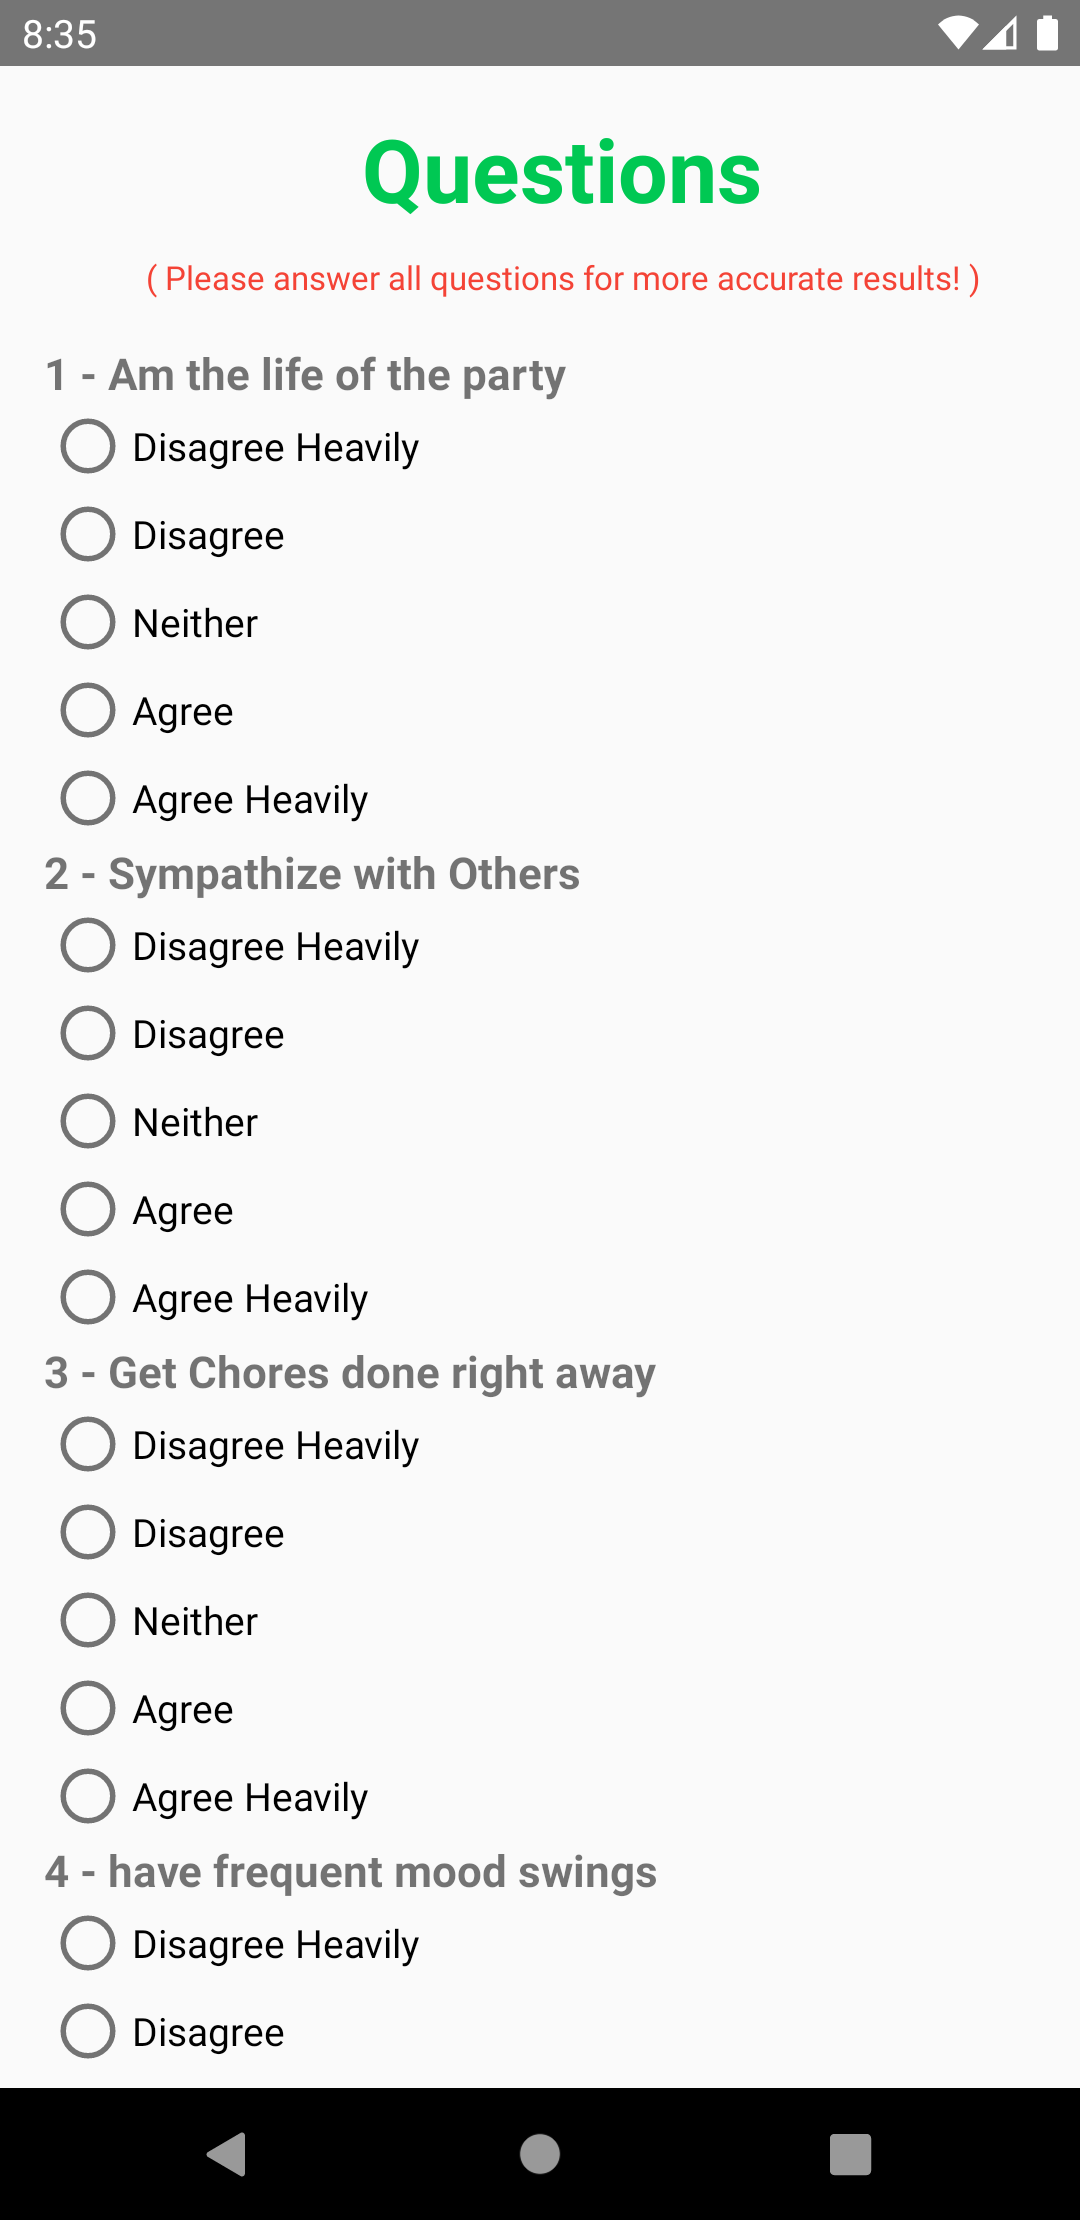 8:35
Questions
( Please answer all questions for more accurate results! )
1 - Am the life of the party
Disagree Heavily
Disagree
Neither
Agree
Agree Heavily
2 - Sympathize with Others
Disagree Heavily
Disagree
Neither
Agree
Agree Heavily
3 - Get Chores done right away
Disagree Heavily
Disagree
Neither
Agree
Agree Heavily
4 - have frequent mood swings
Disagree Heavily
Disagree